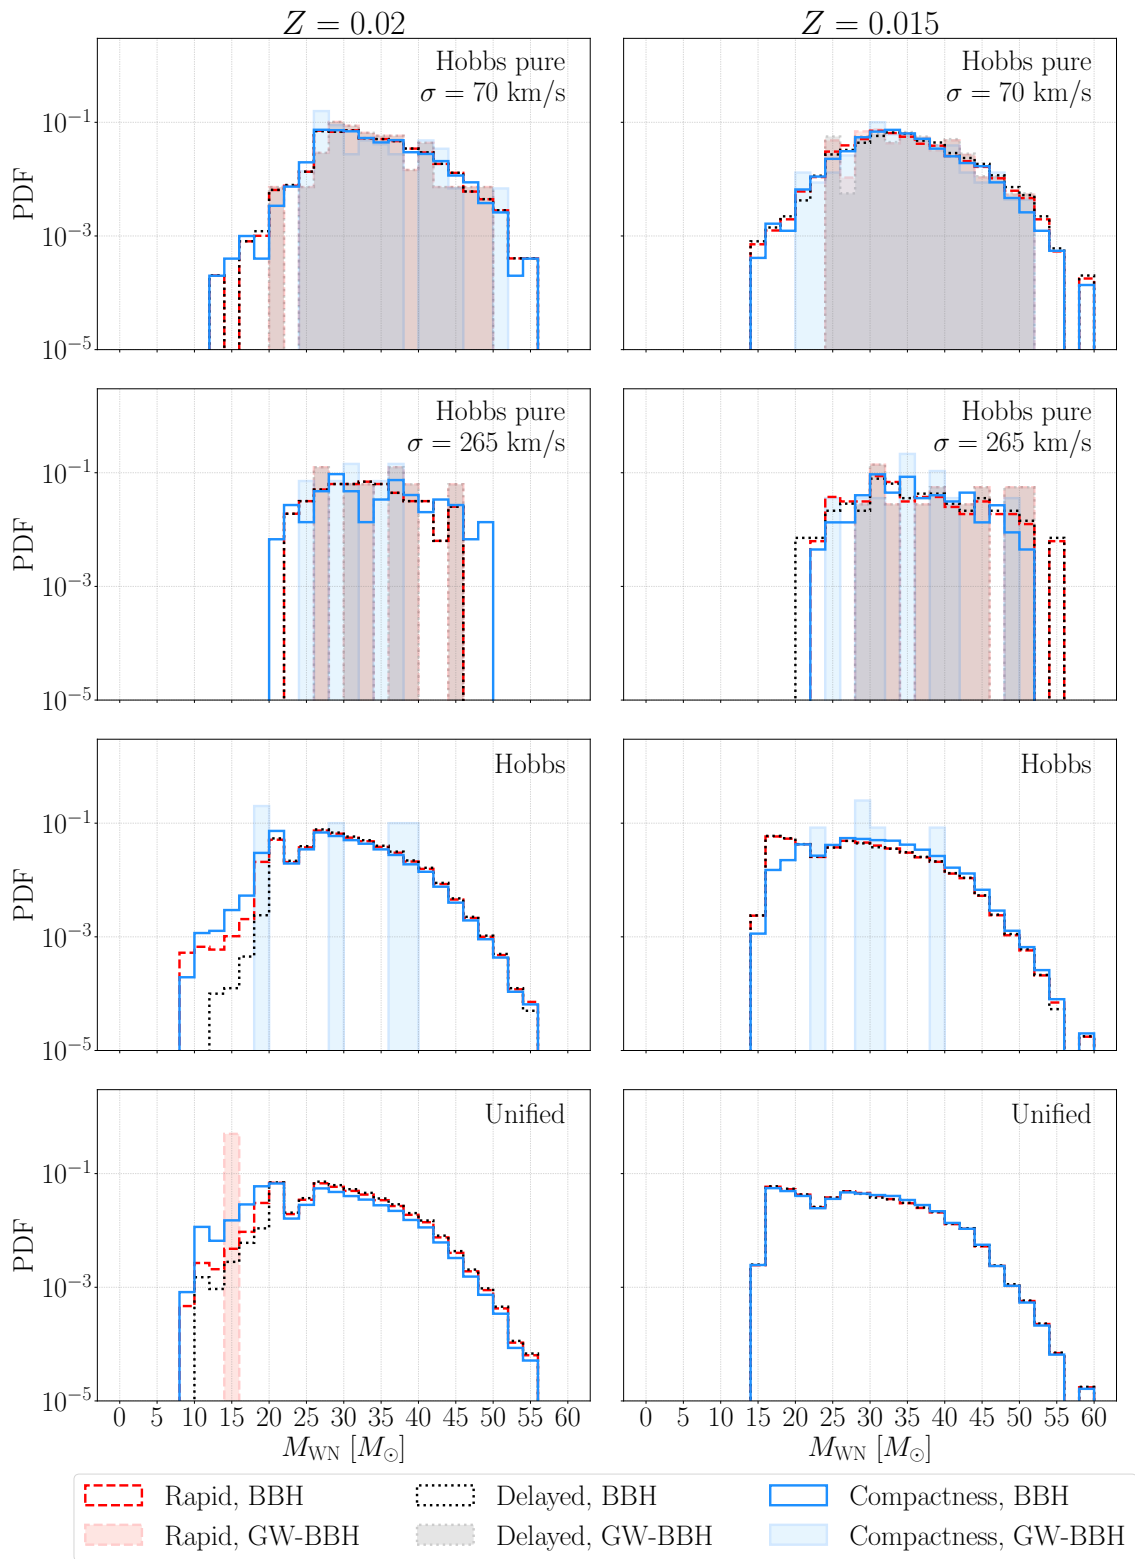 Z = 0.02
Z = 0.015
Hobbs pure
σ = 70 km/s
Hobbs pure
σ = 70 km/s
PDF
10⁻¹
10⁻³
10⁻⁵
Hobbs pure
σ = 265 km/s
Hobbs pure
σ = 265 km/s
PDF
10⁻¹
10⁻³
10⁻⁵
Hobbs
Hobbs
PDF
10⁻¹
10⁻³
10⁻⁵
Unified
Unified
PDF
10⁻¹
10⁻³
10⁻⁵
0 5 10 15 20 25 30 35 40 45 50 55 60
0 5 10 15 20 25 30 35 40 45 50 55 60
M_WN [M_⊙]
M_WN [M_⊙]
Rapid, BBH
Delayed, BBH
Compactness, BBH
Rapid, GW-BBH
Delayed, GW-BBH
Compactness, GW-BBH